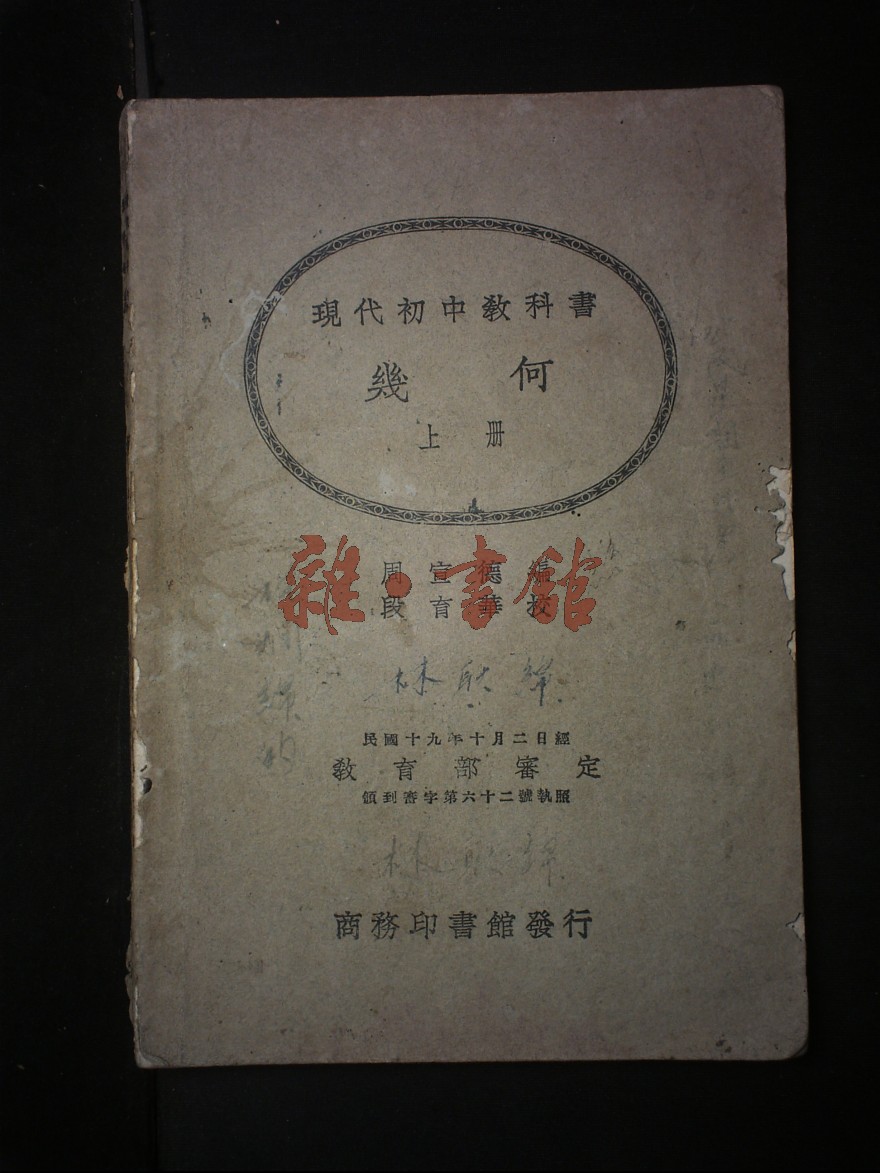 現代初中教科書
幾何
上册
周宣德編
段育華校
雜·書館
林欣
民國十九年十月二日經
教育部審定
領到審字第六十二號執照
商務印書館發行